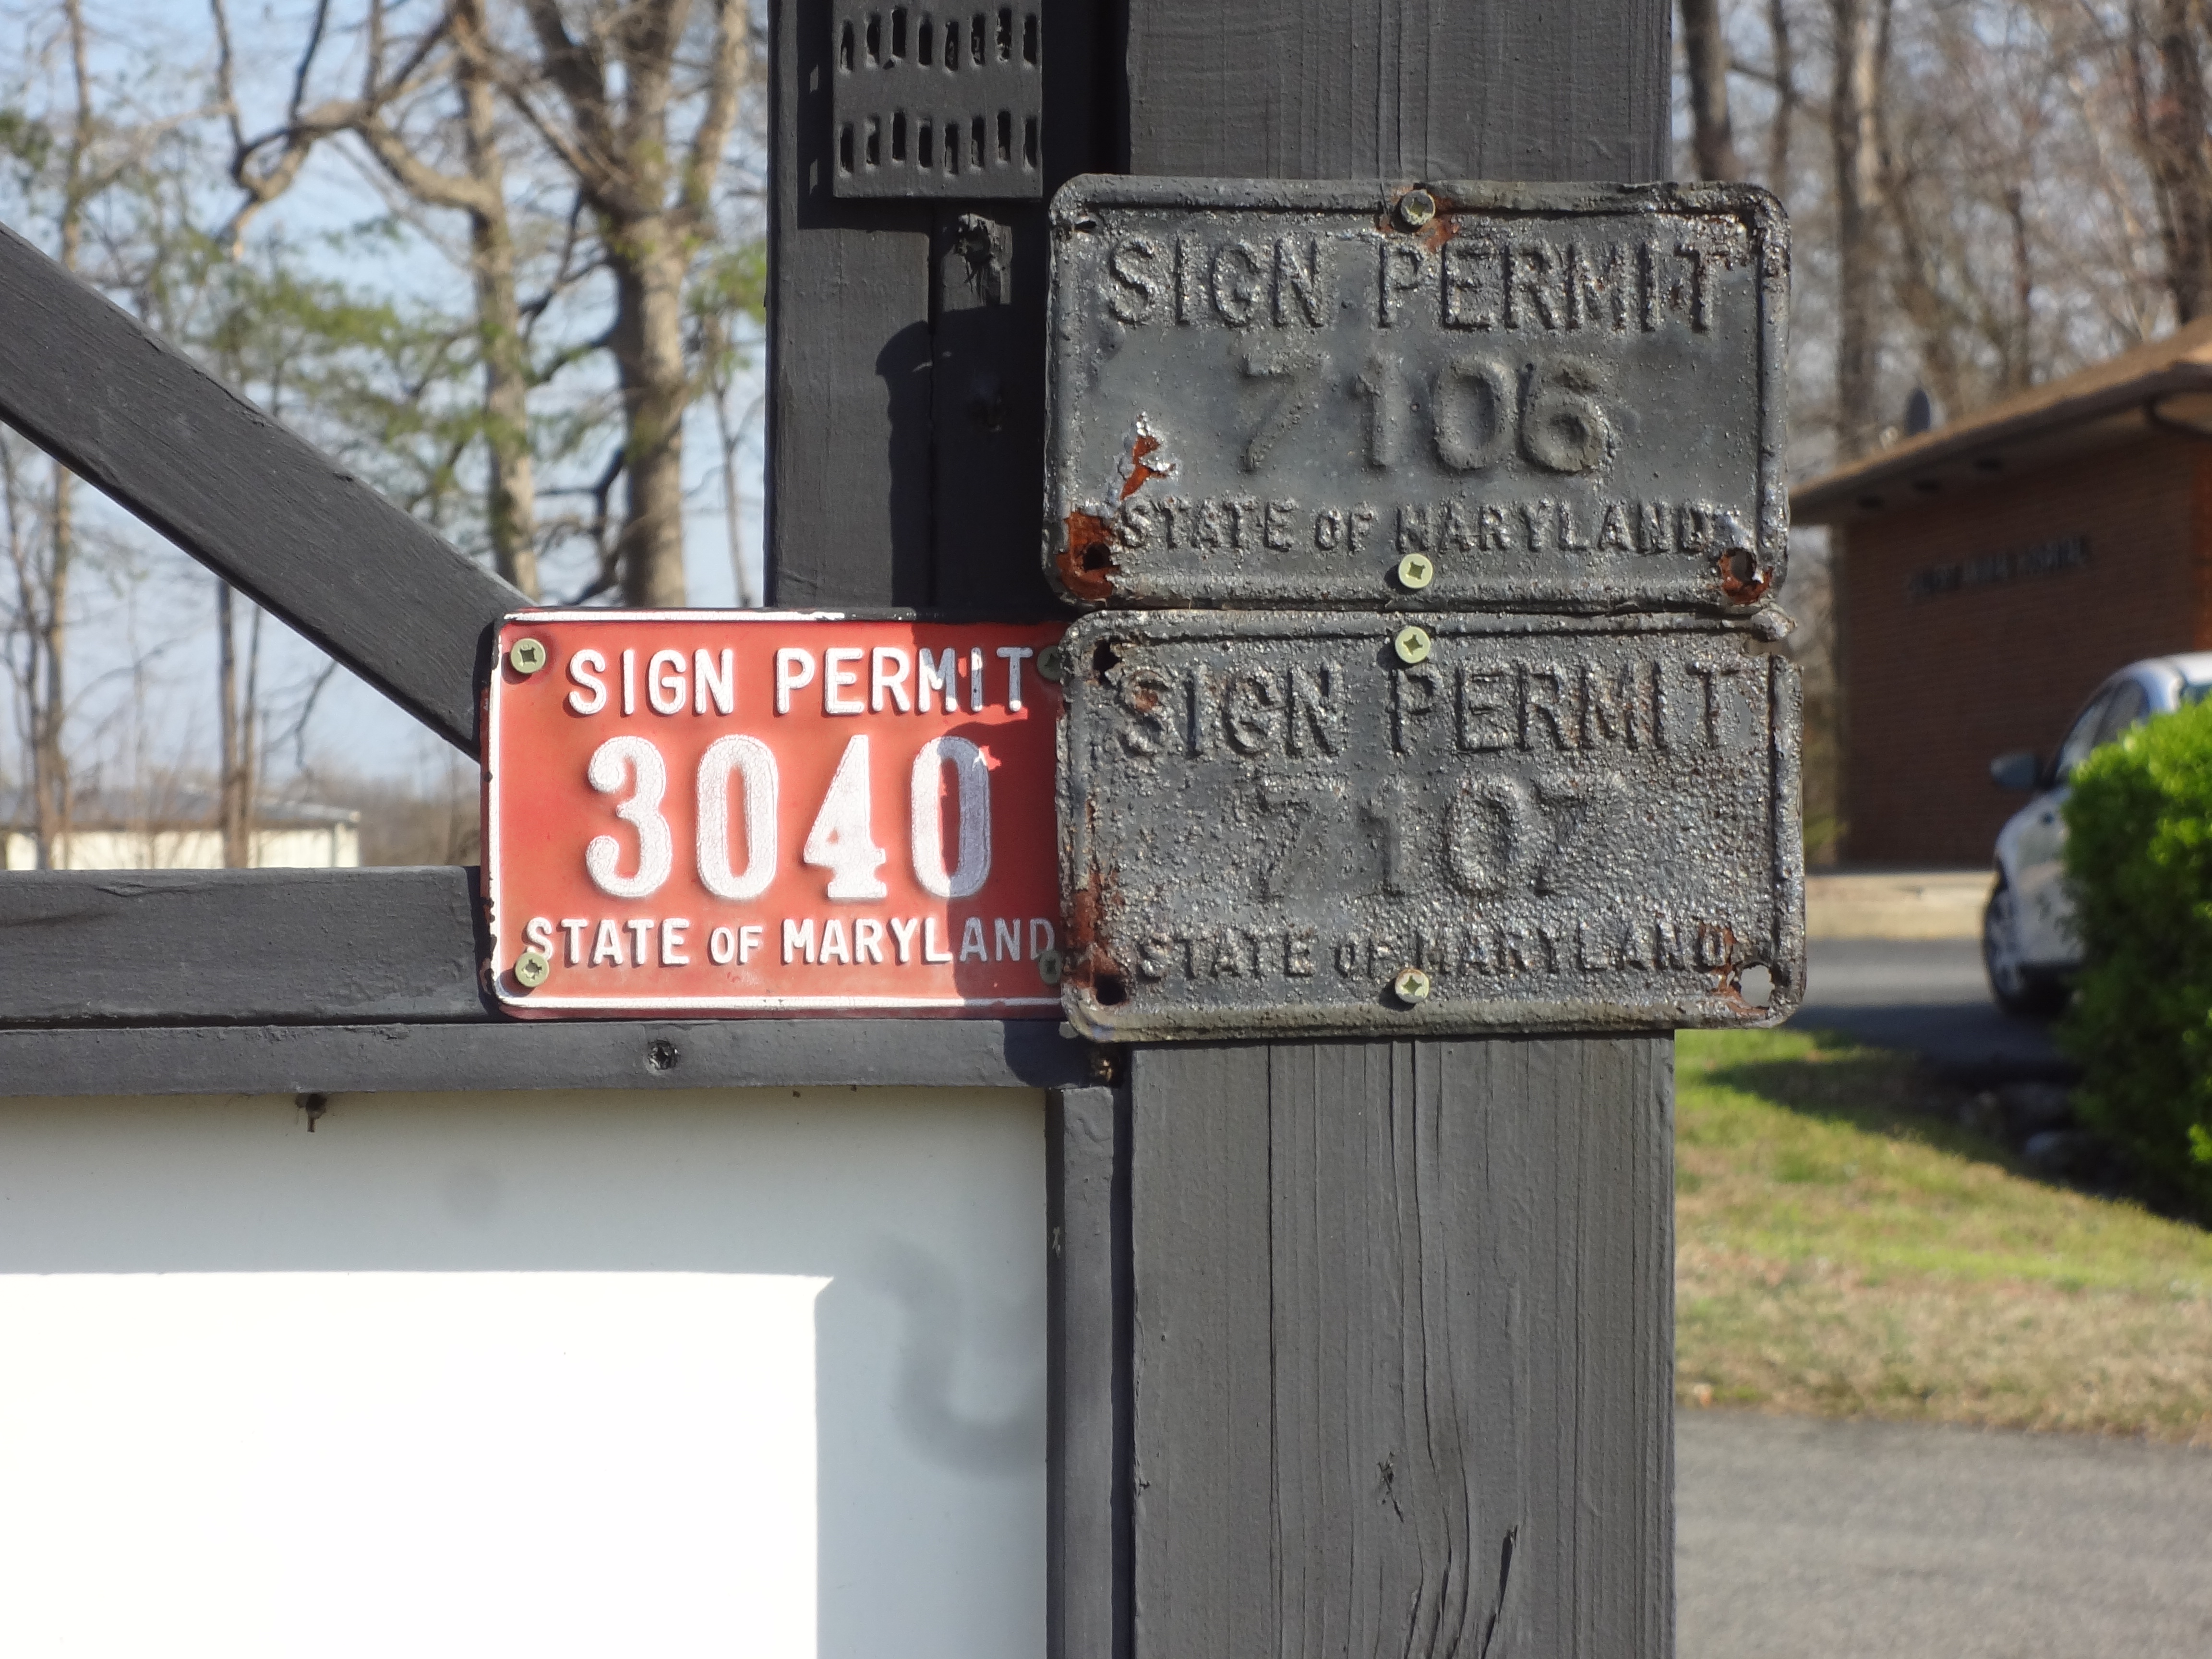 SIGN PERMIT
7106
STATE OF MARYLAND
SIGN PERMIT
3040
STATE OF MARYLAND
SIGN PERMIT
7107
STATE OF MARYLAND